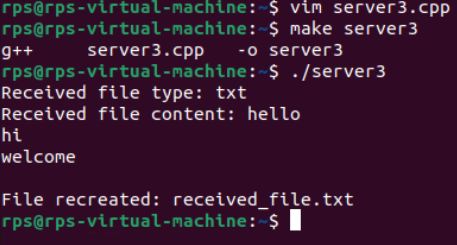 rps@rps-virtual-machine:~$ vim server3.cpp
rps@rps-virtual-machine:~$ make server3
g++     server3.cpp   -o server3
rps@rps-virtual-machine:~$ ./server3
Received file type: txt
Received file content: hello
hi
welcome

File recreated: received_file.txt
rps@rps-virtual-machine:~$